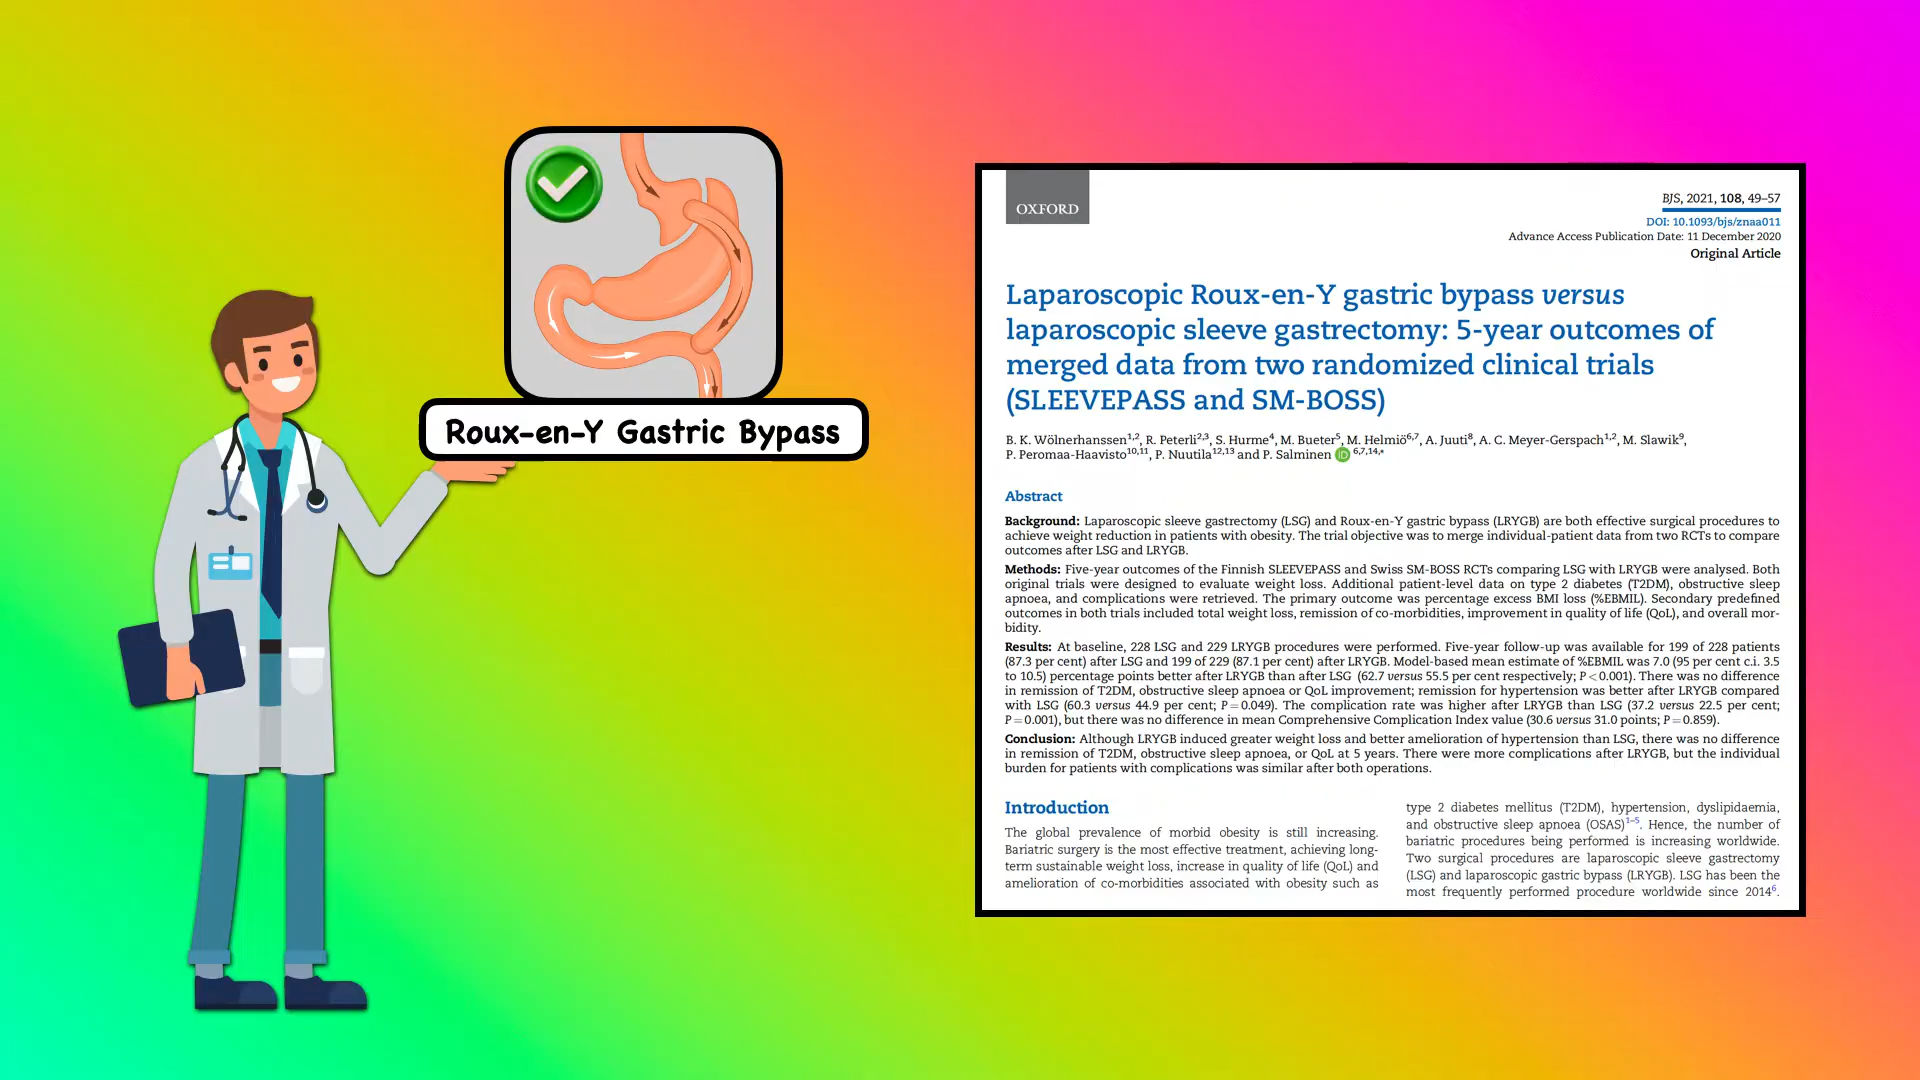 Roux-en-Y Gastric Bypass
OXFORD
BJS, 2021, 108, 49–57
DOI: 10.1093/bjs/znaa011
Advance Access Publication Date: 11 December 2020
Original Article
Laparoscopic Roux-en-Y gastric bypass versus
laparoscopic sleeve gastrectomy: 5-year outcomes of
merged data from two randomized clinical trials
(SLEEVEPASS and SM-BOSS)
B. K. Wölnerhanssen1,2, R. Peterli2,3, S. Hurme4, M. Bueter5, M. Helmiö6,7, A. Juuti8, A. C. Meyer-Gerspach1,2, M. Slawik9,
P. Peromaa-Haavisto10,11, P. Nuutila12,13 and P. Salminen iD 6,7,14,*
Abstract
Background: Laparoscopic sleeve gastrectomy (LSG) and Roux-en-Y gastric bypass (LRYGB) are both effective surgical procedures to
achieve weight reduction in patients with obesity. The trial objective was to merge individual-patient data from two RCTs to compare
outcomes after LSG and LRYGB.
Methods: Five-year outcomes of the Finnish SLEEVEPASS and Swiss SM-BOSS RCTs comparing LSG with LRYGB were analysed. Both
original trials were designed to evaluate weight loss. Additional patient-level data on type 2 diabetes (T2DM), obstructive sleep
apnoea, and complications were retrieved. The primary outcome was percentage excess BMI loss (%EBMIL). Secondary predefined
outcomes in both trials included total weight loss, remission of co-morbidities, improvement in quality of life (QoL), and overall mor-
bidity.
Results: At baseline, 228 LSG and 229 LRYGB procedures were performed. Five-year follow-up was available for 199 of 228 patients
(87.3 per cent) after LSG and 199 of 229 (87.1 per cent) after LRYGB. Model-based mean estimate of %EBMIL was 7.0 (95 per cent c.i. 3.5
to 10.5) percentage points better after LRYGB than after LSG (62.7 versus 55.5 per cent respectively; P < 0.001). There was no difference
in remission of T2DM, obstructive sleep apnoea or QoL improvement; remission for hypertension was better after LRYGB compared
with LSG (60.3 versus 44.9 per cent; P = 0.049). The complication rate was higher after LRYGB than LSG (37.2 versus 22.5 per cent;
P = 0.001), but there was no difference in mean Comprehensive Complication Index value (30.6 versus 31.0 points; P = 0.859).
Conclusion: Although LRYGB induced greater weight loss and better amelioration of hypertension than LSG, there was no difference
in remission of T2DM, obstructive sleep apnoea, or QoL at 5 years. There were more complications after LRYGB, but the individual
burden for patients with complications was similar after both operations.
Introduction
The global prevalence of morbid obesity is still increasing.
Bariatric surgery is the most effective treatment, achieving long-
term sustainable weight loss, increase in quality of life (QoL) and
amelioration of co-morbidities associated with obesity such as
type 2 diabetes mellitus (T2DM), hypertension, dyslipidaemia,
and obstructive sleep apnoea (OSAS)1–5. Hence, the number of
bariatric procedures being performed is increasing worldwide.
Two surgical procedures are laparoscopic sleeve gastrectomy
(LSG) and laparoscopic gastric bypass (LRYGB). LSG has been the
most frequently performed procedure worldwide since 20146.